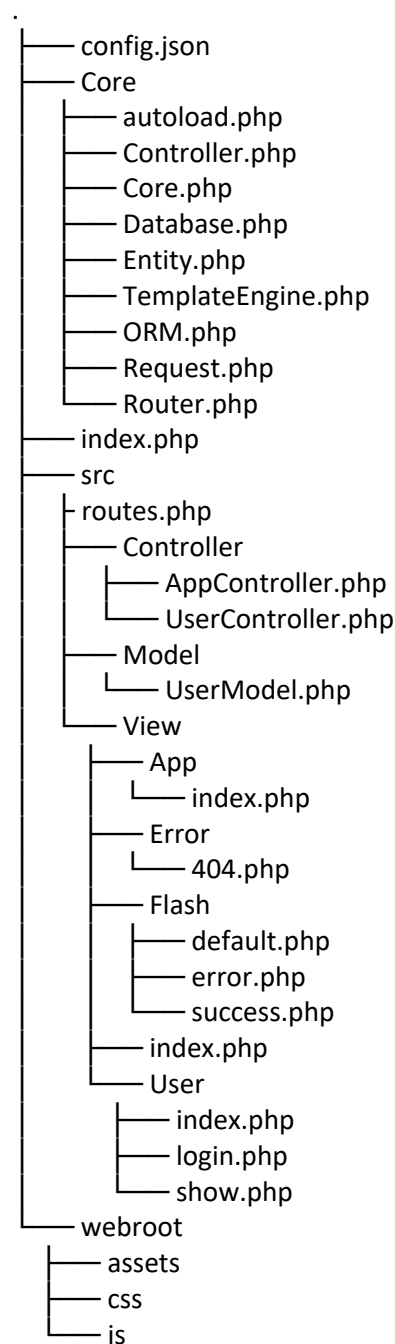 .
config.json
Core
autoload.php
Controller.php
Core.php
Database.php
Entity.php
TemplateEngine.php
ORM.php
Request.php
Router.php
index.php
src
routes.php
Controller
AppController.php
UserController.php
Model
UserModel.php
View
App
index.php
Error
404.php
Flash
default.php
error.php
success.php
index.php
User
index.php
login.php
show.php
webroot
assets
css
js